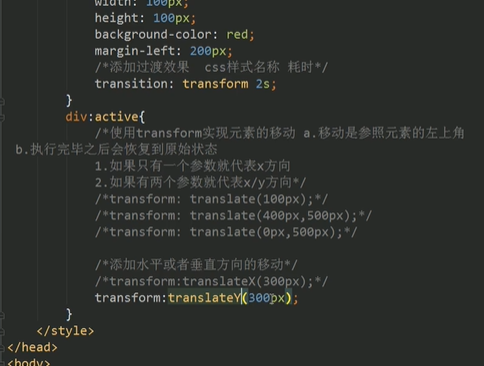 width: 100px;
height: 100px;
background-color: red;
margin-left: 200px;
/*添加过渡效果  css样式名称 耗时*/
transition: transform 2s;
}
div:active{
/*使用transform实现元素的移动 a.移动是参照元素的左上角
b.执行完毕之后会恢复到原始状态
1.如果只有一个参数就代表x方向
2.如果有两个参数就代表x/y方向*/
/*transform: translate(100px);*/
/*transform: translate(400px,500px);*/
/*transform: translate(0px,500px);*/
/*添加水平或者垂直方向的移动*/
/*transform:translateX(300px);*/
transform:translateY(300px);
}
</style>
</head>
<body>